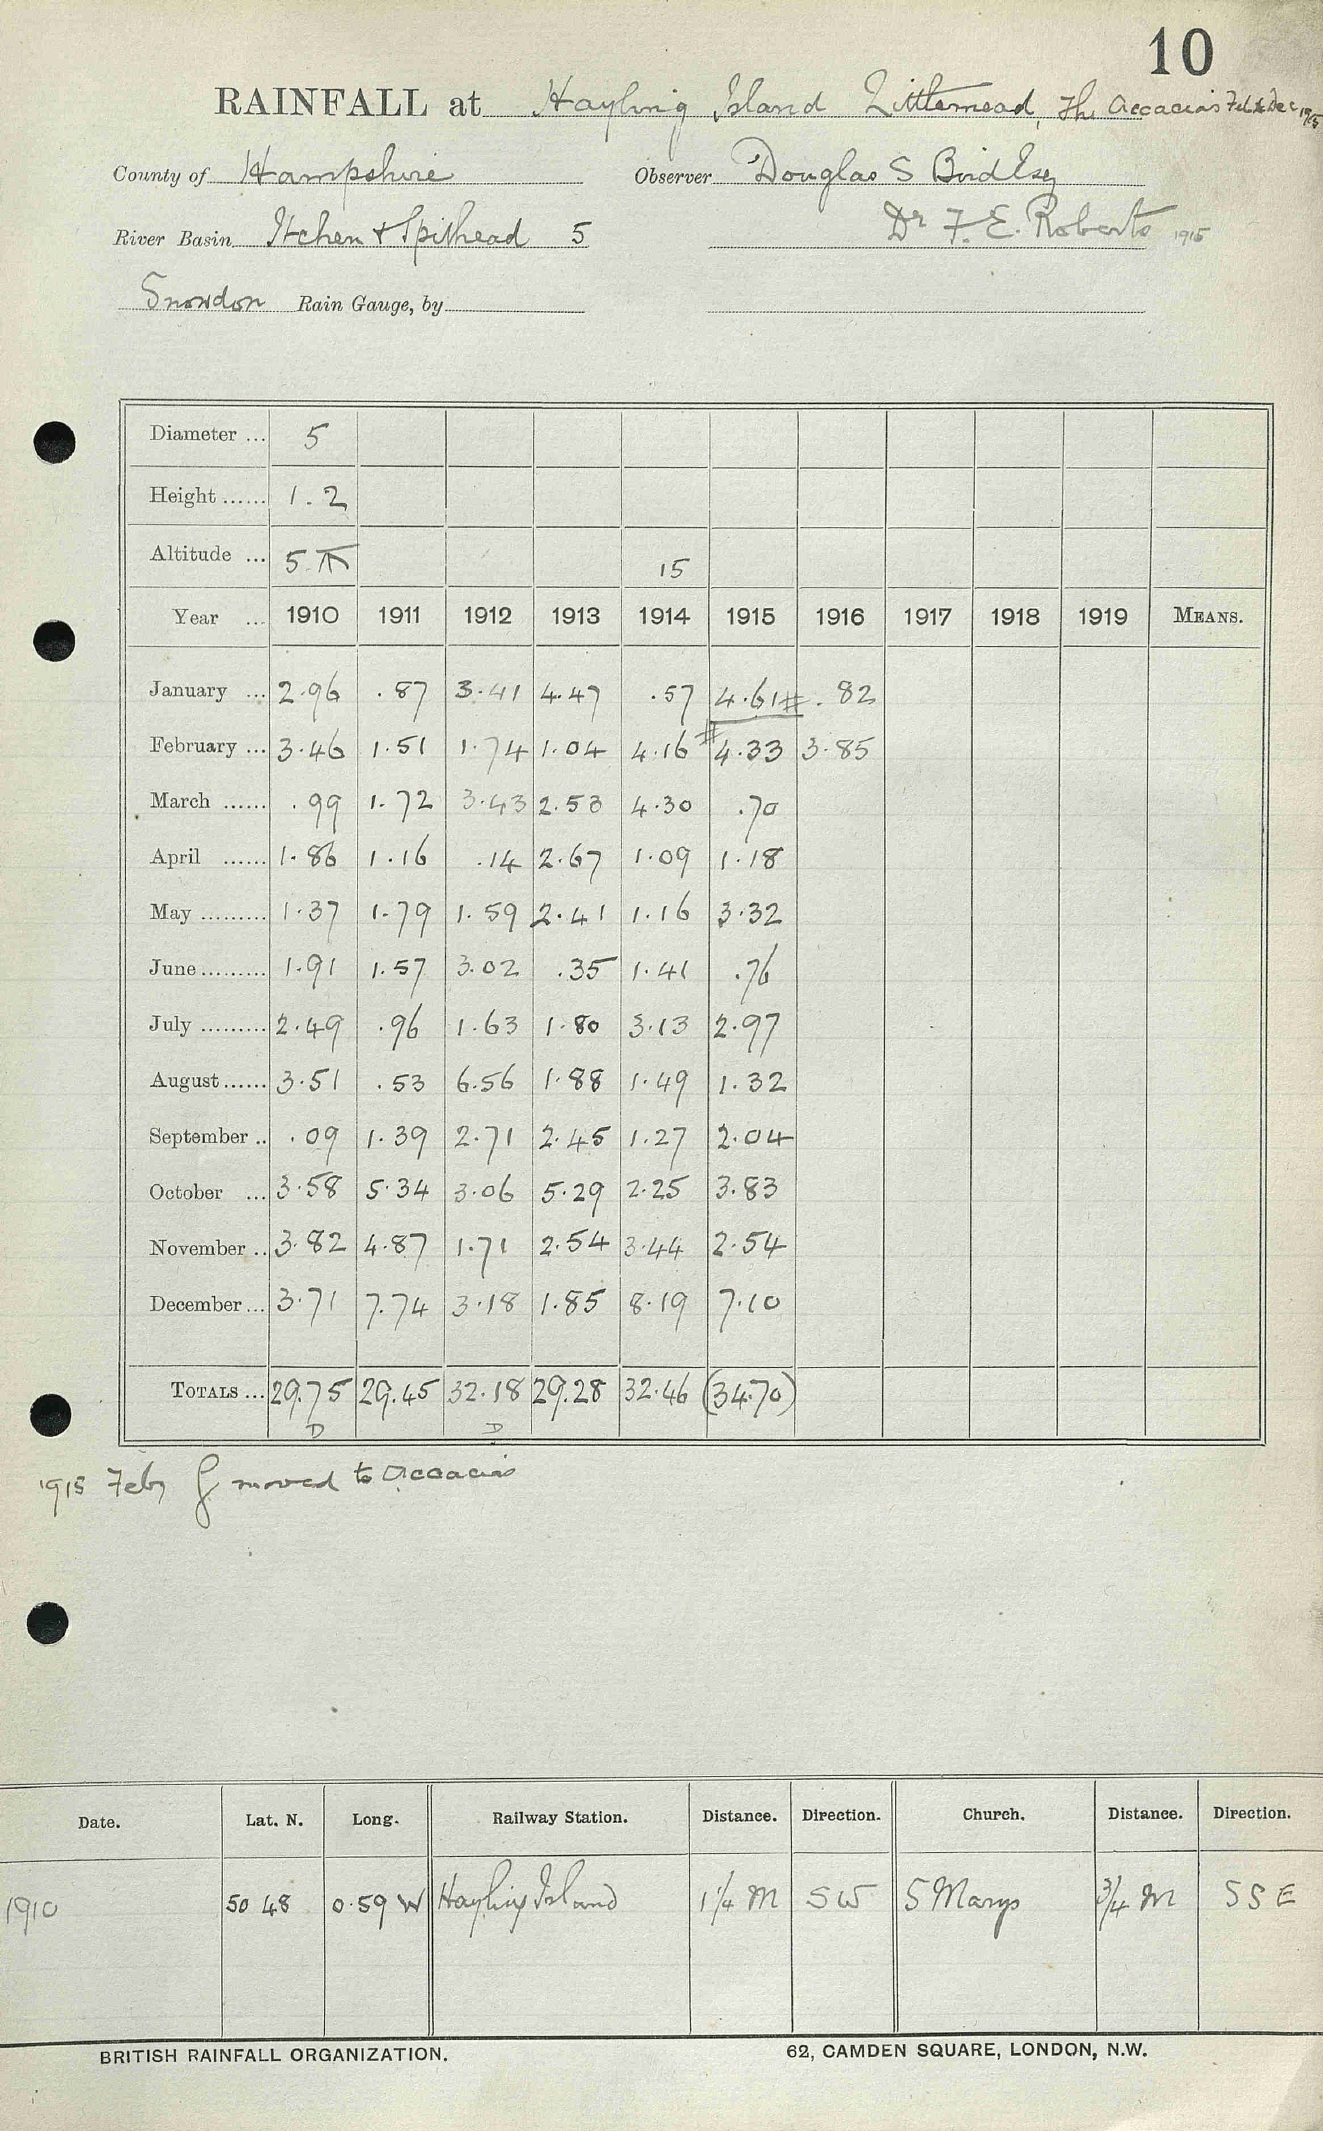 10
RAINFALL at Hayling Island Littlemead, The Accacias Feb to Dec 1915
County of Hampshire Observer Douglas S Bird Esq
River Basin Itchen & Spithead 5 Dr F. E. Roberts 1915
Snowdon Rain Gauge, by
Diameter ... 5
Height ...... 1.2
Altitude ... 5 15
Year ... 1910 1911 1912 1913 1914 1915 1916 1917 1918 1919 MEANS.
January ... 2.96 .87 3.41 4.47 .57 4.61# .82
February ... 3.46 1.51 1.74 1.04 4.16 #4.33 3.85
March ...... .99 1.72 3.43 2.53 4.30 .70
April ...... 1.86 1.16 .14 2.67 1.09 1.18
May ......... 1.37 1.79 1.59 2.41 1.16 3.32
June ......... 1.91 1.57 3.02 .35 1.41 .76
July ......... 2.49 .96 1.63 1.80 3.13 2.97
August ...... 3.51 .53 6.56 1.88 1.49 1.32
September .. .09 1.39 2.71 2.45 1.27 2.04
October ... 3.58 5.34 3.06 5.29 2.25 3.83
November .. 3.82 4.87 1.71 2.54 3.44 2.54
December ... 3.71 7.74 3.18 1.85 8.19 7.10
TOTALS ... 29.75 29.45 32.18 29.28 32.46 (34.70)
D D
1915 Feby G moved to Accacias
Date. Lat. N. Long. Railway Station. Distance. Direction. Church. Distance. Direction.
1910 50 48 0.59 W Hayling Island 1 1/4 M SW S Marys 3/4 M SSE
BRITISH RAINFALL ORGANIZATION. 62, CAMDEN SQUARE, LONDON, N.W.